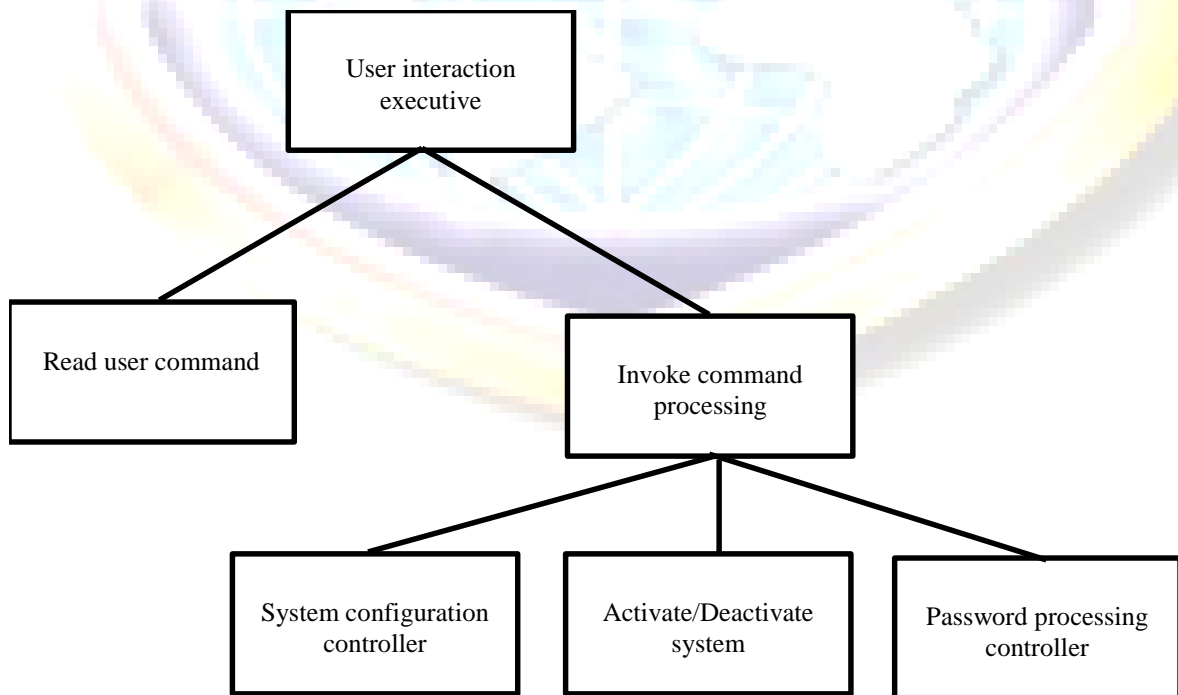 User interaction
executive
Read user command
Invoke command
processing
System configuration
controller
Activate/Deactivate
system
Password processing
controller